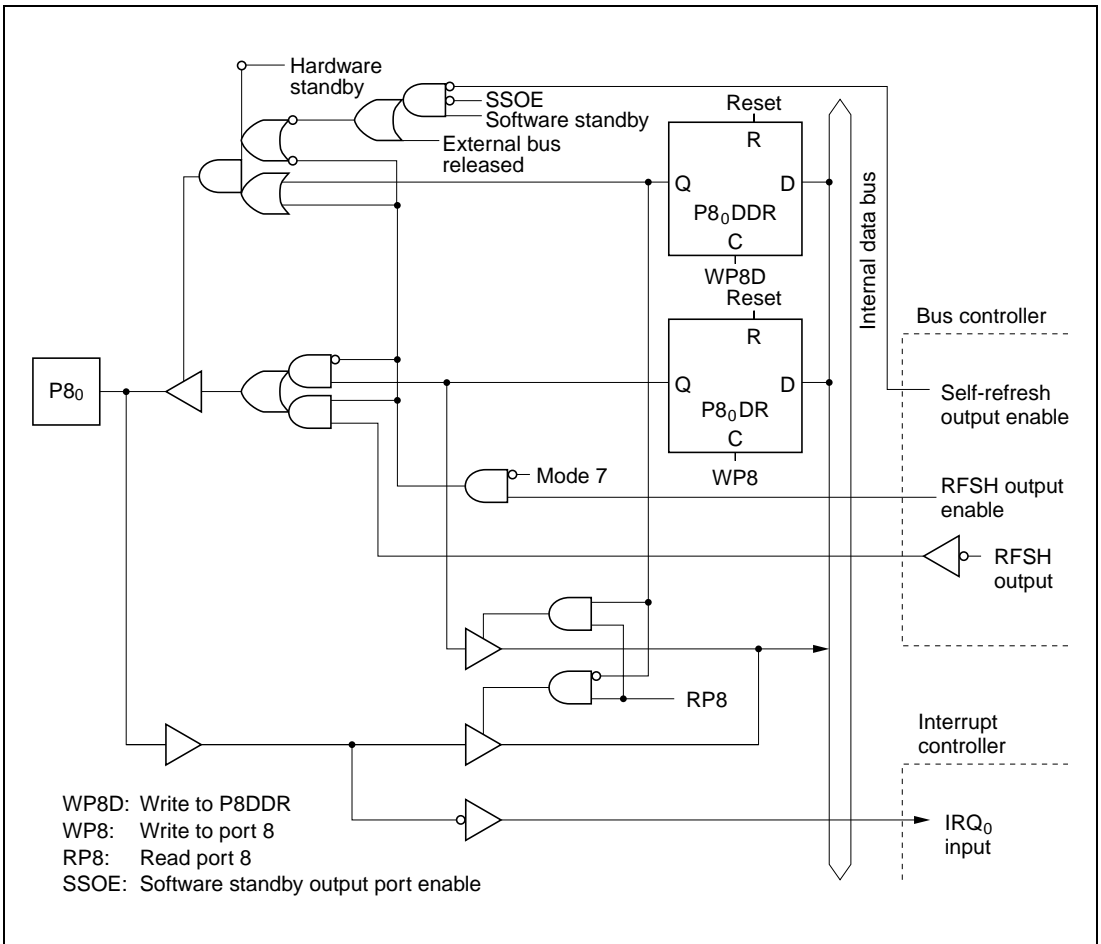 Hardware
standby
SSOE
Software standby
External bus
released
Reset
R
Q
D
P8₀DDR
C
WP8D
Internal data bus
Reset
R
Q
D
P8₀DR
C
WP8
Bus controller
P8₀
Self-refresh
output enable
Mode 7
RFSH output
enable
RFSH
output
RP8
Interrupt
controller
IRQ₀
input
WP8D: Write to P8DDR
WP8: Write to port 8
RP8: Read port 8
SSOE: Software standby output port enable